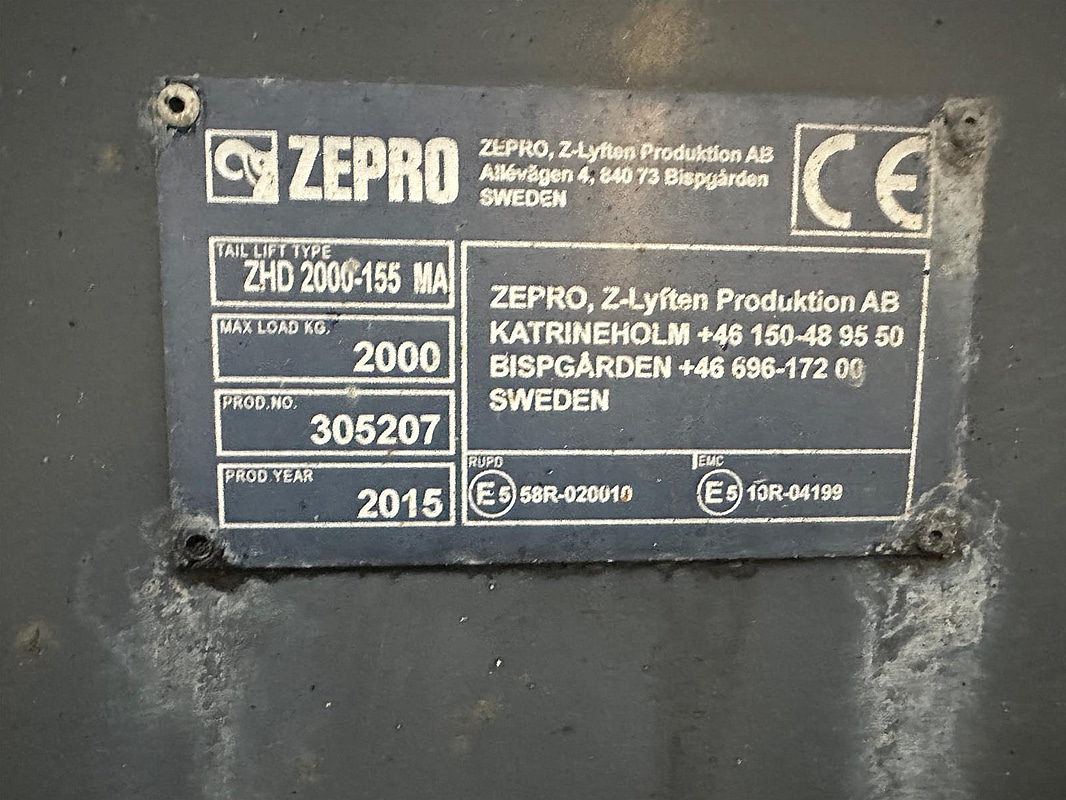 ZEPRO
ZEPRO, Z-Lyften Produktion AB
Allévägen 4, 840 73 Bispgården
SWEDEN
CE
TAIL LIFT TYPE
ZHD 2000-155 MA
MAX LOAD KG.
2000
PROD.NO.
305207
PROD.YEAR
2015
ZEPRO, Z-Lyften Produktion AB
KATRINEHOLM +46 150-48 95 50
BISPGÅRDEN +46 696-172 00
SWEDEN
RUPD
E5 58R-020010
EMC
E5 10R-04199